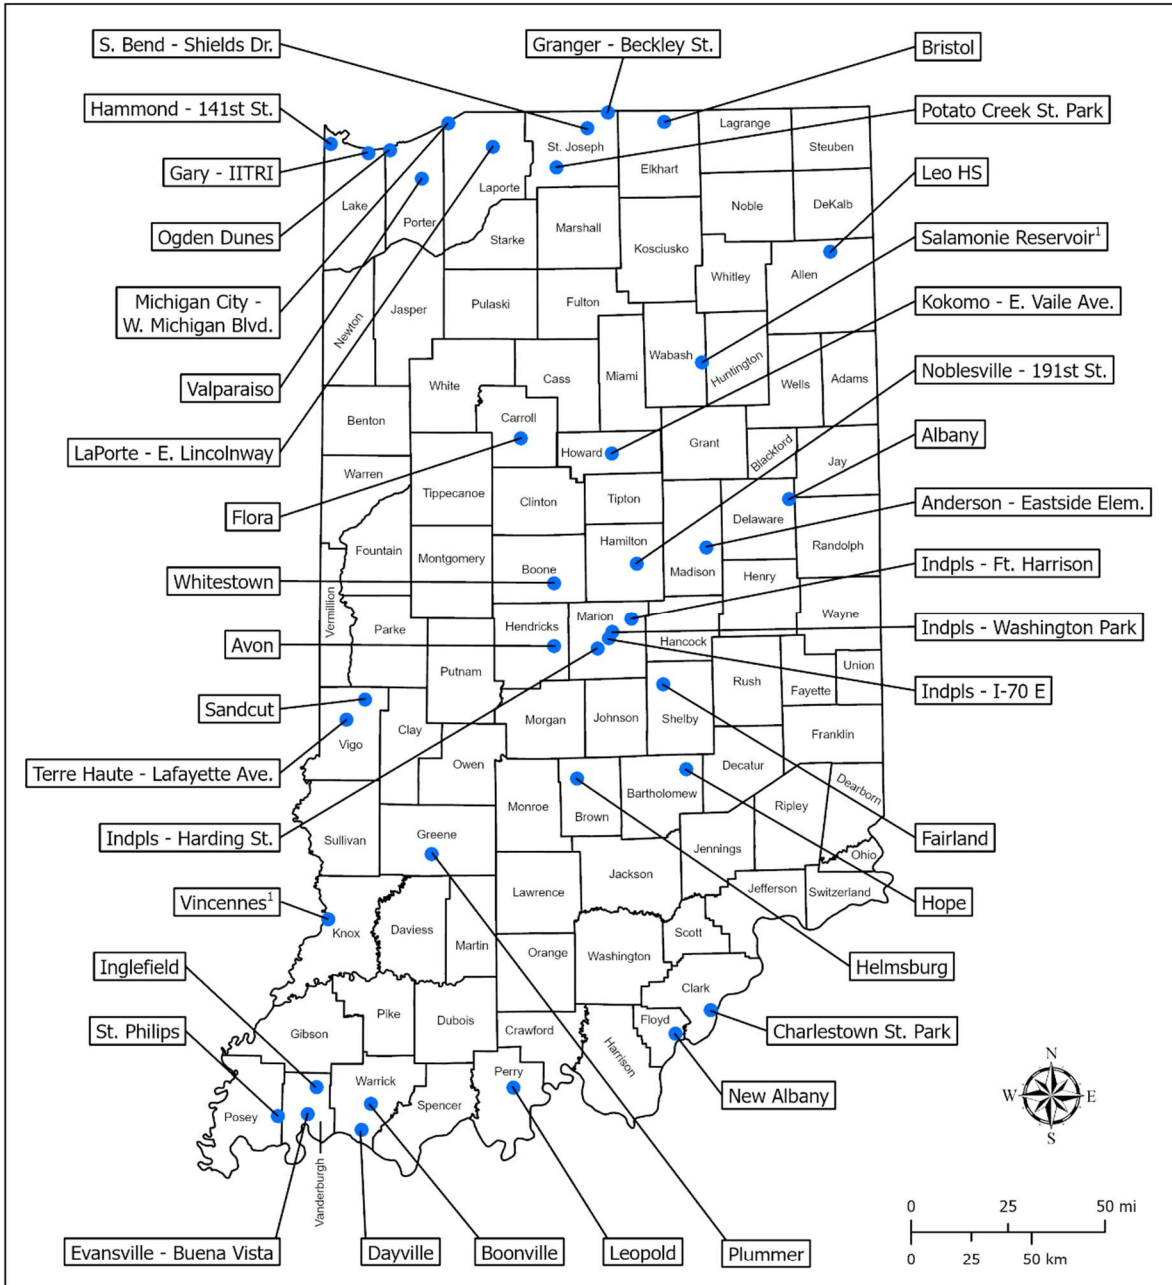 S. Bend - Shields Dr.
Granger - Beckley St.
Bristol
Hammond - 141st St.
Potato Creek St. Park
Gary - IITRI
Leo HS
Ogden Dunes
Salamonie Reservoir¹
Michigan City -
W. Michigan Blvd.
Kokomo - E. Vaile Ave.
Valparaiso
Noblesville - 191st St.
LaPorte - E. Lincolnway
Albany
Flora
Anderson - Eastside Elem.
Whitestown
Indpls - Ft. Harrison
Avon
Indpls - Washington Park
Sandcut
Indpls - I-70 E
Terre Haute - Lafayette Ave.
Indpls - Harding St.
Fairland
Vincennes¹
Hope
Inglefield
Helmsburg
St. Philips
Charlestown St. Park
New Albany
Evansville - Buena Vista
Dayville
Boonville
Leopold
Plummer
Lake
Porter
Laporte
St. Joseph
Elkhart
Lagrange
Steuben
Noble
DeKalb
Starke
Marshall
Kosciusko
Whitley
Allen
Newton
Jasper
Pulaski
Fulton
Wabash
Huntington
Miami
Cass
White
Wells
Adams
Benton
Carroll
Howard
Grant
Blackford
Jay
Warren
Tippecanoe
Clinton
Tipton
Delaware
Randolph
Fountain
Montgomery
Boone
Hamilton
Madison
Henry
Vermillion
Parke
Hendricks
Marion
Hancock
Wayne
Putnam
Rush
Fayette
Union
Vigo
Clay
Morgan
Johnson
Shelby
Franklin
Owen
Monroe
Brown
Bartholomew
Decatur
Ripley
Dearborn
Sullivan
Greene
Jennings
Ohio
Lawrence
Jackson
Jefferson
Switzerland
Knox
Daviess
Martin
Orange
Washington
Scott
Clark
Gibson
Pike
Dubois
Crawford
Floyd
Harrison
Posey
Vanderburgh
Warrick
Spencer
Perry
N
W
E
S
0 25 50 mi
0 25 50 km